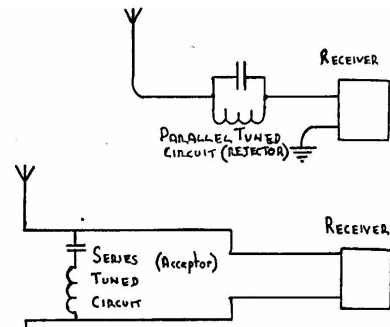 RECEIVER
PARALLEL TUNED
CIRCUIT (REJECTOR)
RECEIVER
SERIES (Acceptor)
TUNED
CIRCUIT